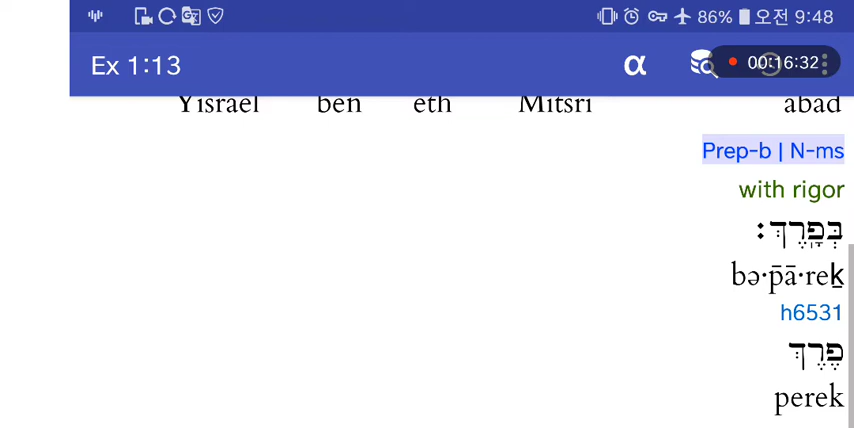 86% 오전 9:48
Ex 1:13 α 00:16:32
Yisrael ben eth Mitsri abad
Prep-b | N-ms
with rigor
בְּפָֽרֶךְ׃
bə·p̄ā·reḵ
h6531
פֶּרֶךְ
perek